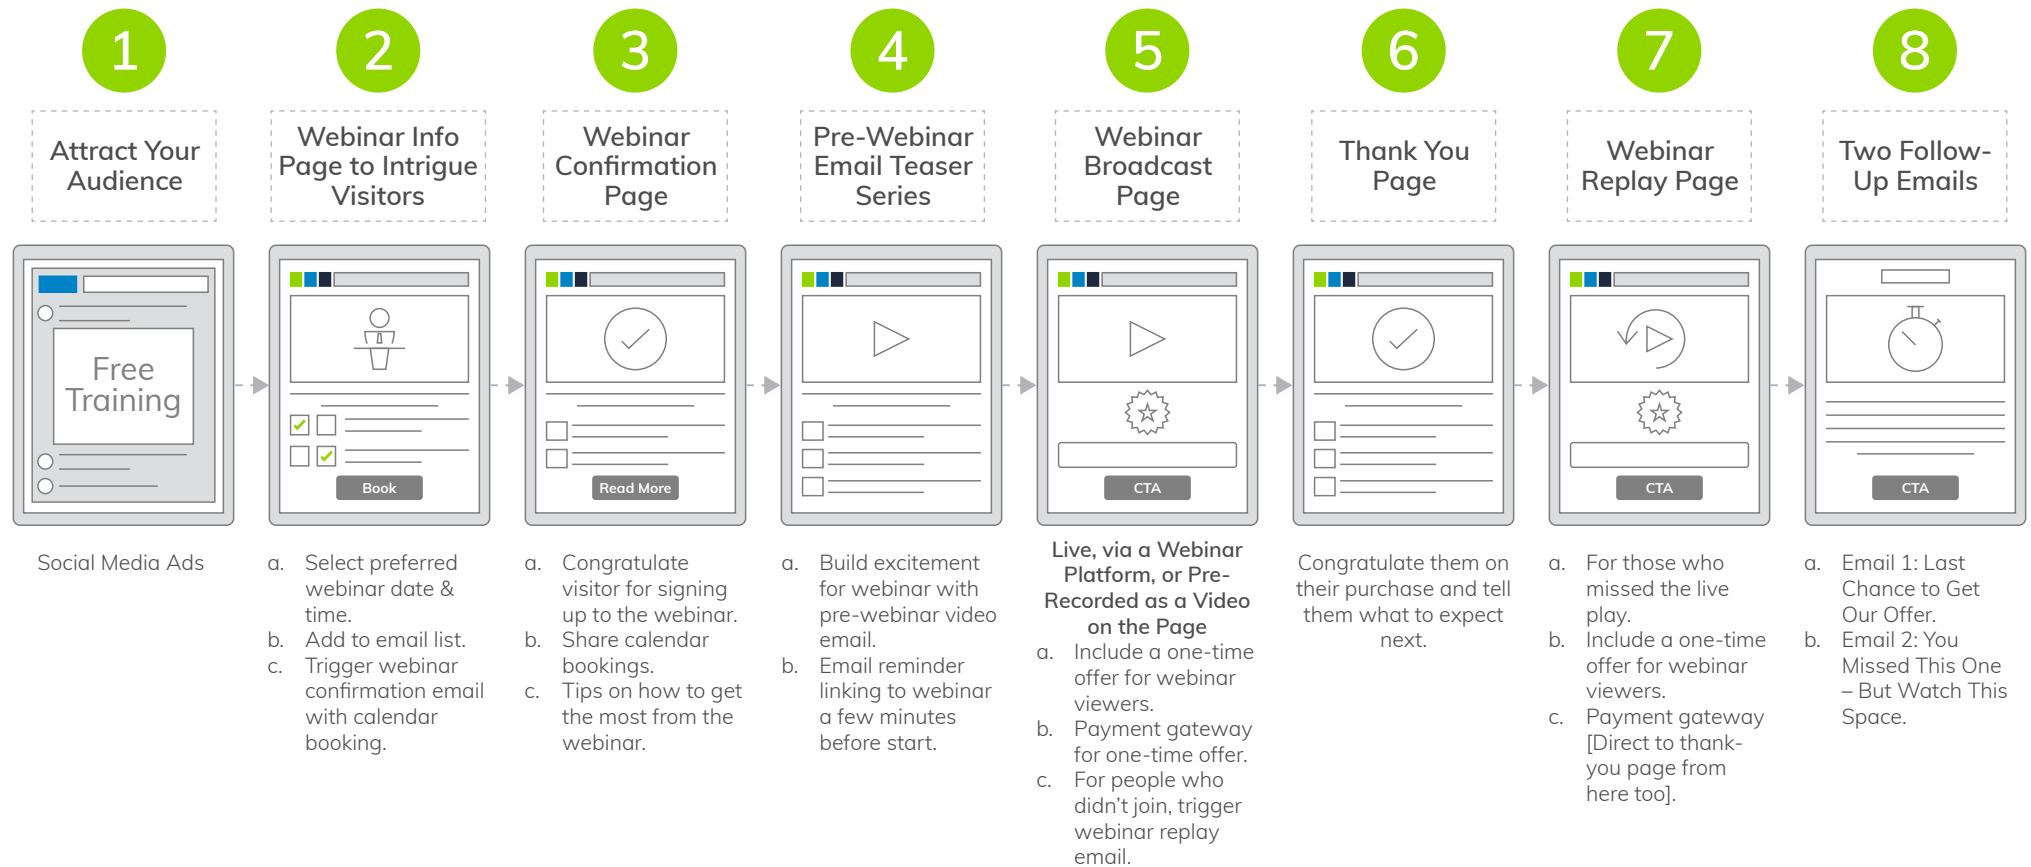 1
Attract Your
Audience
Free
Training
Social Media Ads
2
Webinar Info
Page to Intrigue
Visitors
Book
a. Select preferred
webinar date &
time.
b. Add to email list.
c. Trigger webinar
confirmation email
with calendar
booking.
3
Webinar
Confirmation
Page
Read More
a. Congratulate
visitor for signing
up to the webinar.
b. Share calendar
bookings.
c. Tips on how to get
the most from the
webinar.
4
Pre-Webinar
Email Teaser
Series
a. Build excitement
for webinar with
pre-webinar video
email.
b. Email reminder
linking to webinar
a few minutes
before start.
5
Webinar
Broadcast
Page
CTA
Live, via a Webinar
Platform, or Pre-
Recorded as a Video
on the Page
a. Include a one-time
offer for webinar
viewers.
b. Payment gateway
for one-time offer.
c. For people who
didn’t join, trigger
webinar replay
email.
6
Thank You
Page
Congratulate them on
their purchase and tell
them what to expect
next.
7
Webinar
Replay Page
CTA
a. For those who
missed the live
play.
b. Include a one-time
offer for webinar
viewers.
c. Payment gateway
[Direct to thank-
you page from
here too].
8
Two Follow-
Up Emails
CTA
a. Email 1: Last
Chance to Get
Our Offer.
b. Email 2: You
Missed This One
– But Watch This
Space.